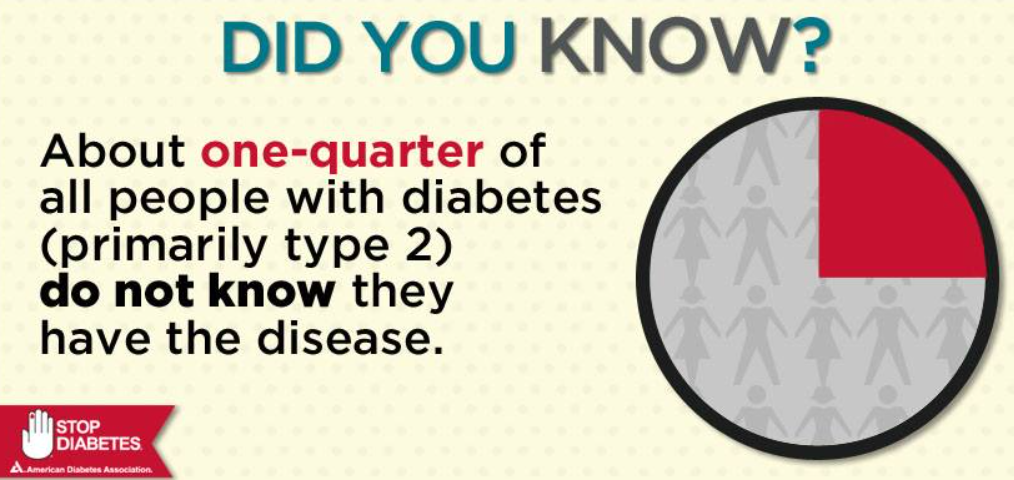 DID YOU KNOW?
About one-quarter of
all people with diabetes
(primarily type 2)
do not know they
have the disease.
STOP
DIABETES.
American Diabetes Association.